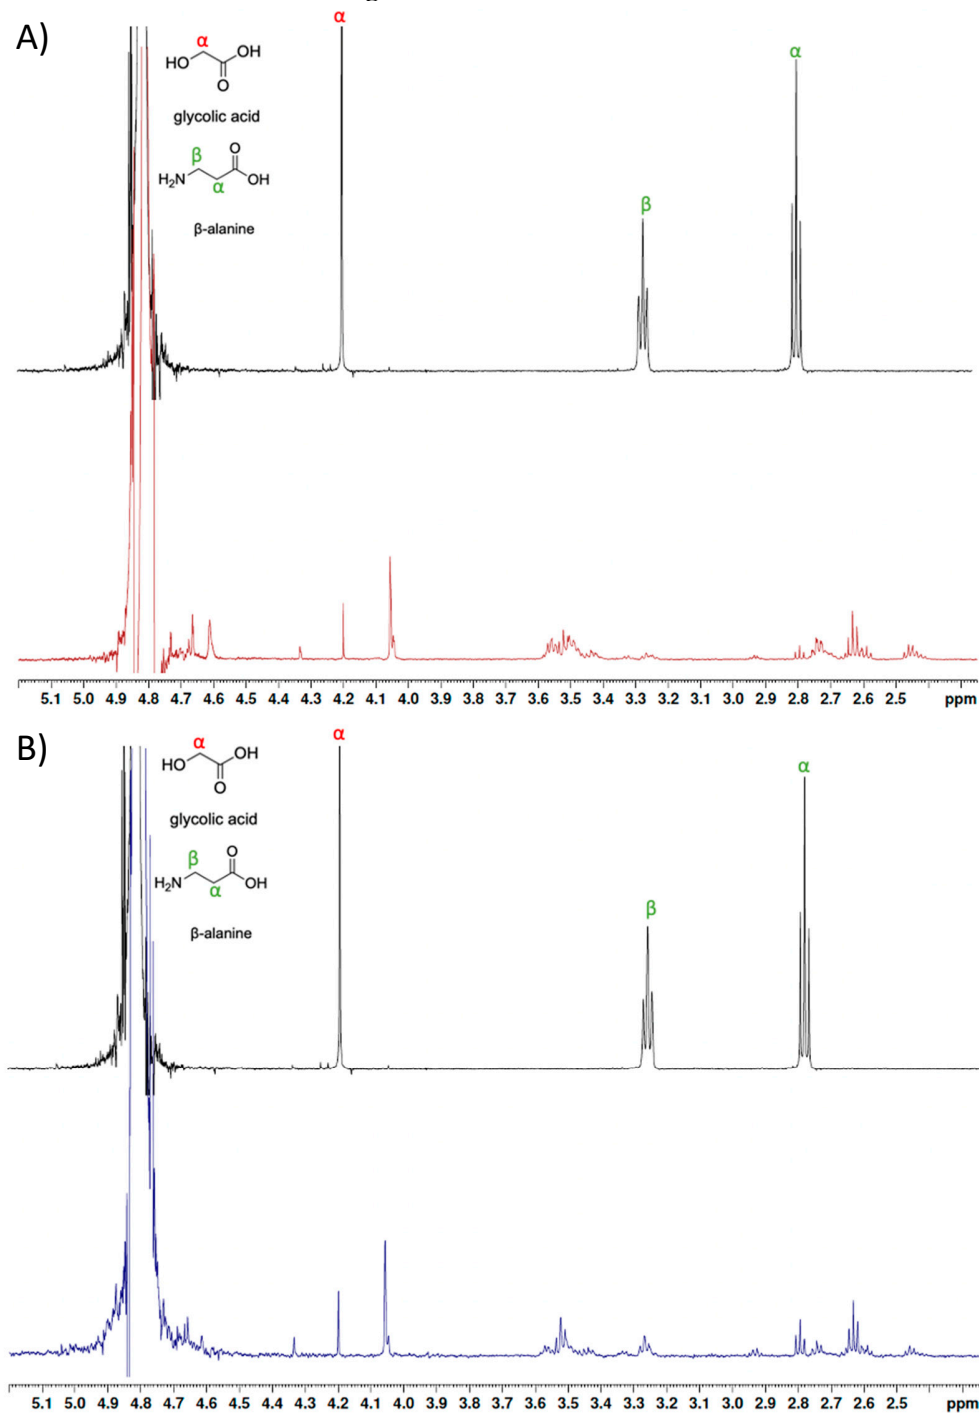 A)
α
α
HO
OH
O
glycolic acid
β
O
H₂N
OH
α
β-alanine
β
α
5.1 4.9 4.8 4.7 4.6 4.5 4.4 4.3 4.2 4.1 4.0 3.9 3.8 3.7 3.6 3.5 3.4 3.3 3.2 3.1 3.0 2.9 2.8 2.7 2.6 2.5 ppm
B)
α
α
HO
OH
O
glycolic acid
β
O
H₂N
OH
α
β-alanine
β
α
5.1 4.9 4.8 4.7 4.6 4.5 4.4 4.3 4.2 4.1 4.0 3.8 3.7 3.6 3.5 3.4 3.3 3.2 3.1 3.0 2.9 2.8 2.7 2.6 2.5 ppm